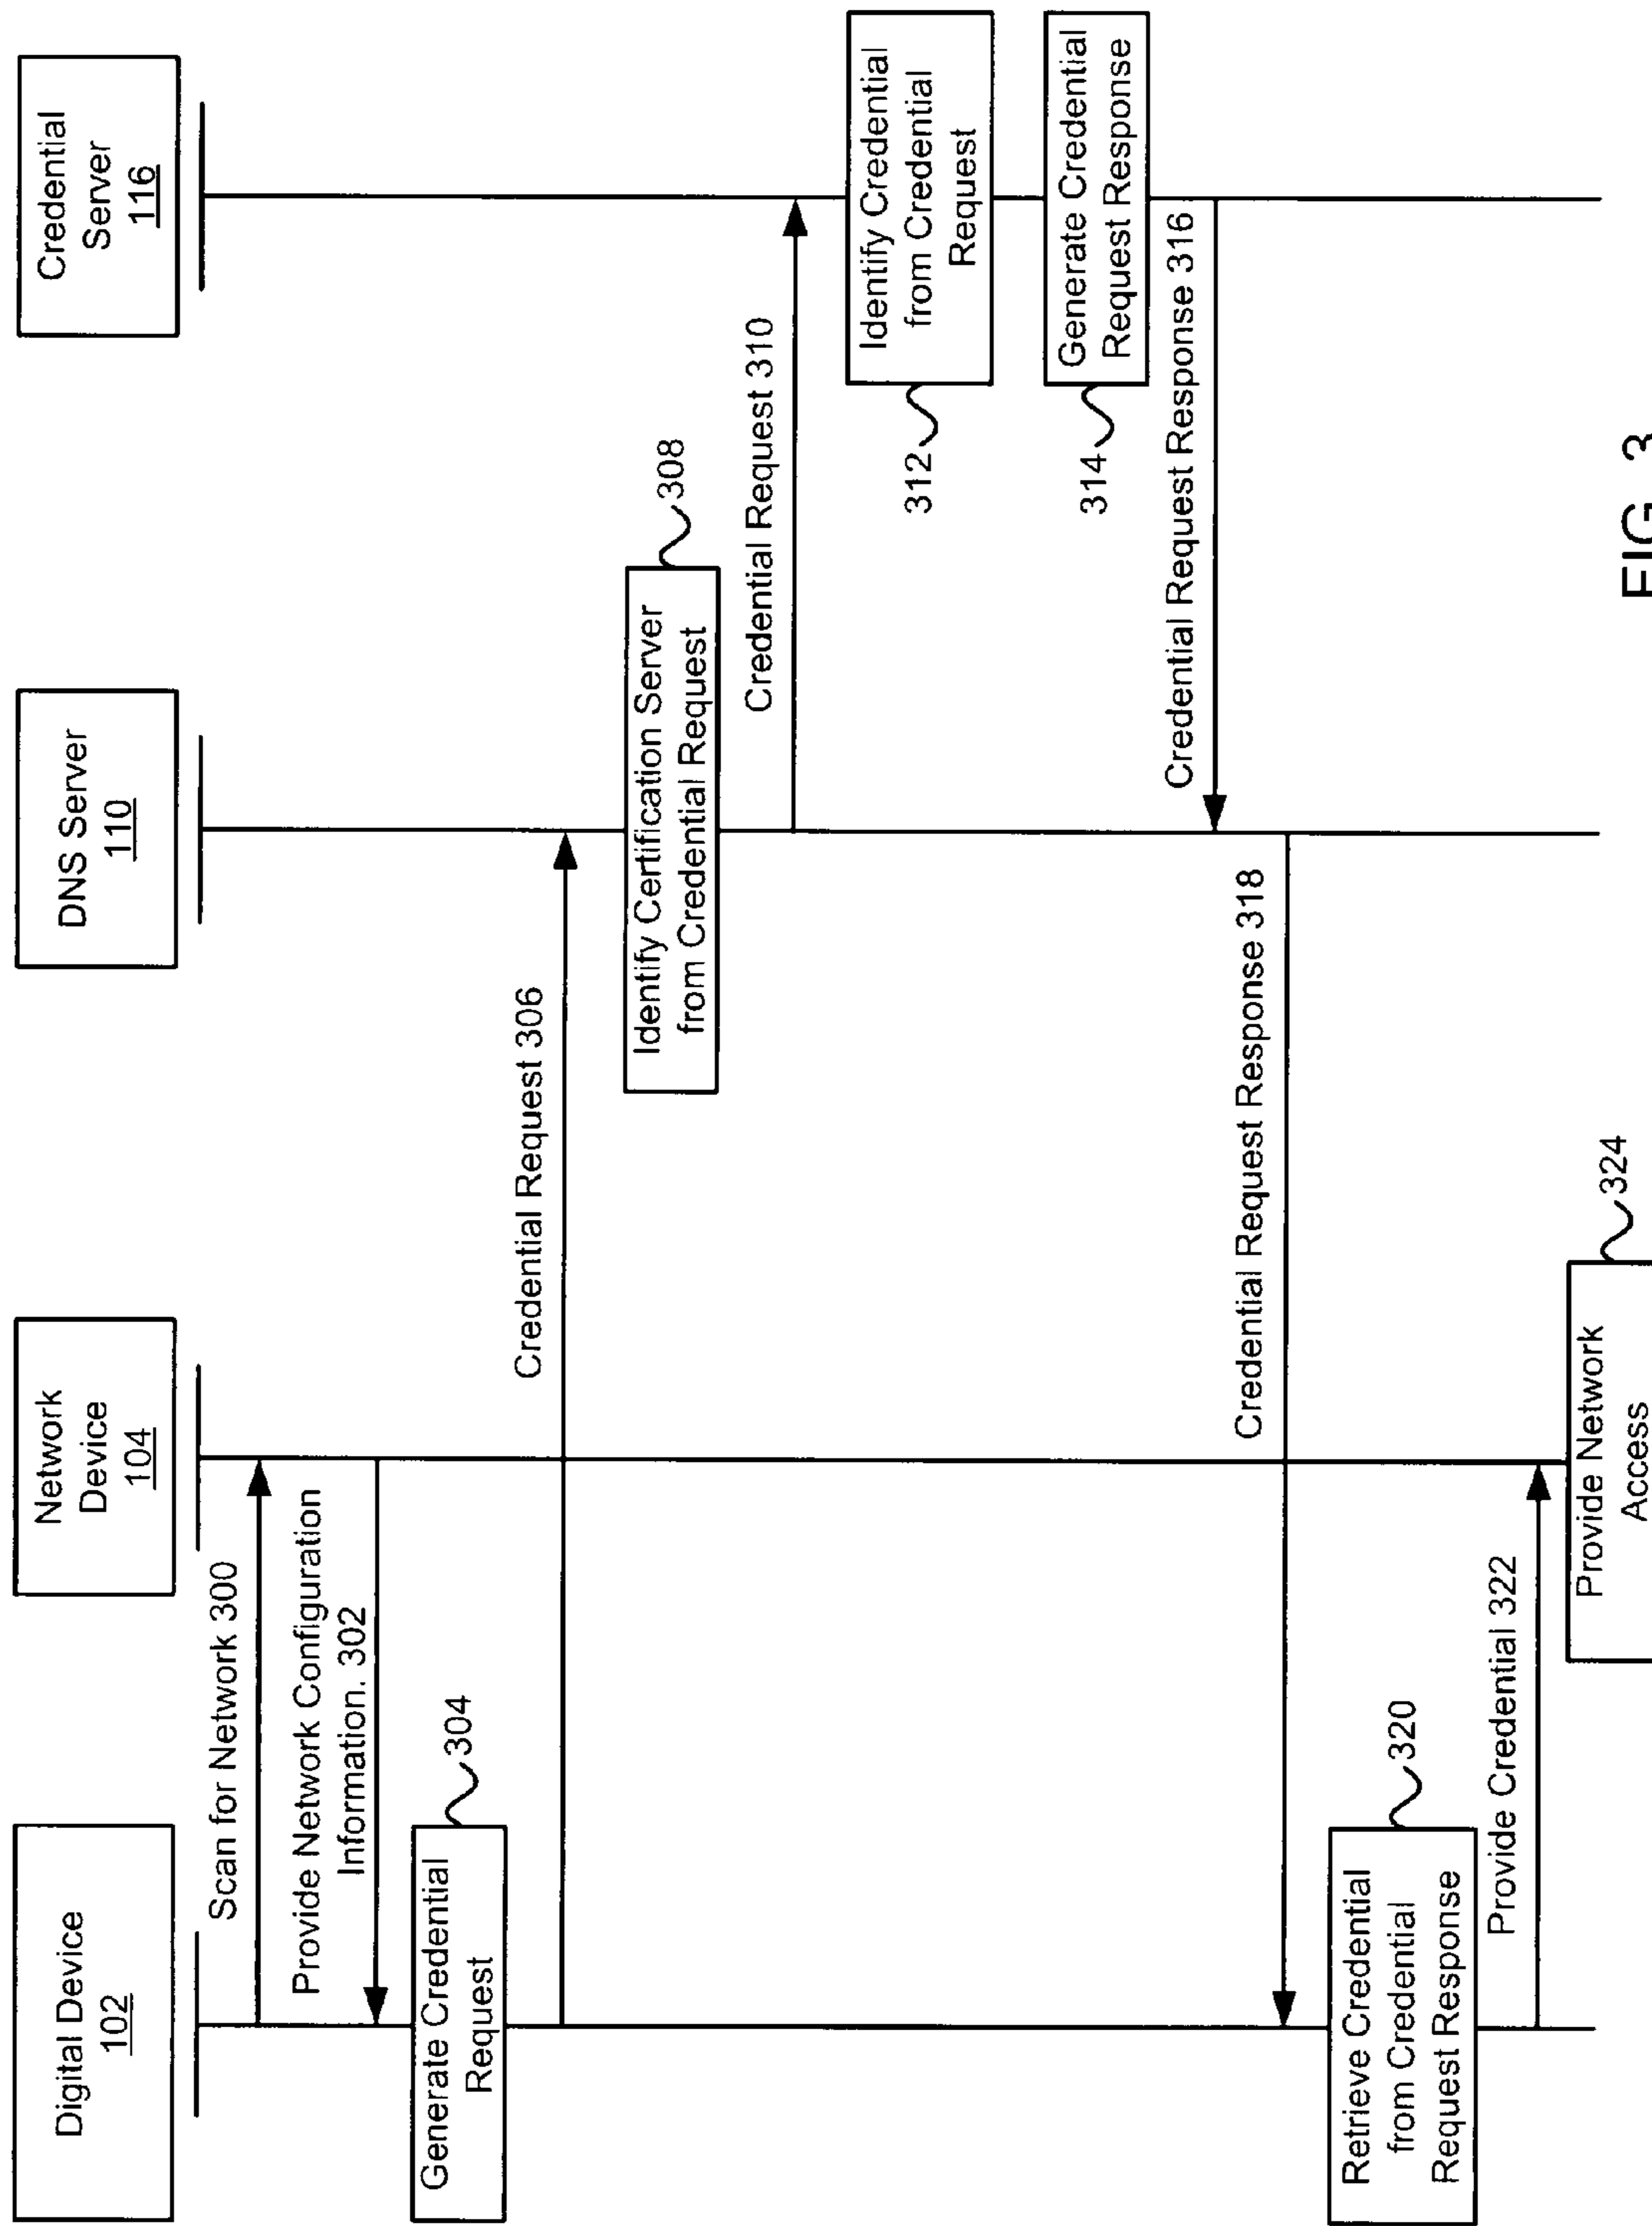 Digital Device
102
Network
Device
104
DNS Server
110
Credential
Server
116
Scan for Network 300
Provide Network Configuration
Information. 302
Generate Credential
Request
304
Credential Request 306
Identify Certification Server
from Credential Request
308
Credential Request 310
Identify Credential
from Credential
Request
312
Generate Credential
Request Response
314
Credential Request Response 316
Credential Request Response 318
Retrieve Credential
from Credential
Request Response
320
Provide Credential 322
Provide Network
Access
324
FIG. 3